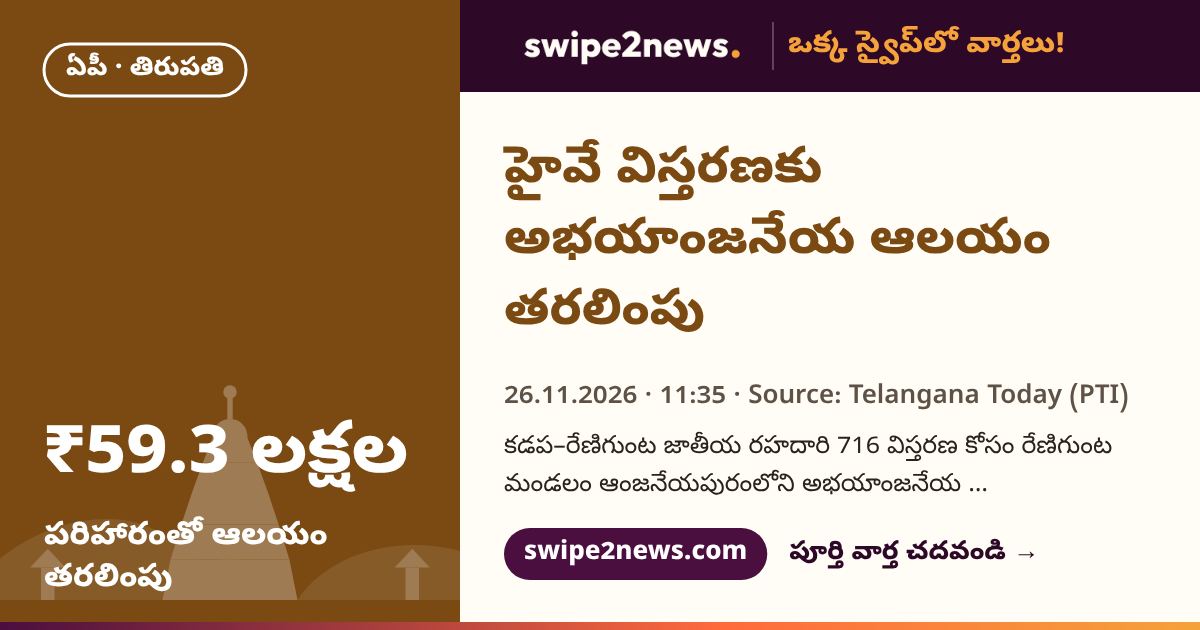 ఏపీ · తిరుపతి
₹59.3 లక్షల
పరిహారంతో ఆలయం
తరలింపు
swipe2news.
ఒక్క స్వైప్‌లో వార్తలు!
హైవే విస్తరణకు
అభయాంజనేయ ఆలయం
తరలింపు
26.11.2026 · 11:35 · Source: Telangana Today (PTI)
కడప–రేణిగుంట జాతీయ రహదారి 716 విస్తరణ కోసం రేణిగుంట
మండలం ఆంజనేయపురంలోని అభయాంజనేయ ...
swipe2news.com
పూర్తి వార్త చదవండి →